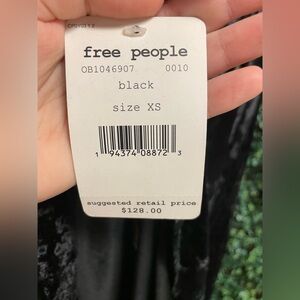 free people
OB1046907 0010
black
size XS
1 94374 08872 3
suggested retail price
$128.00